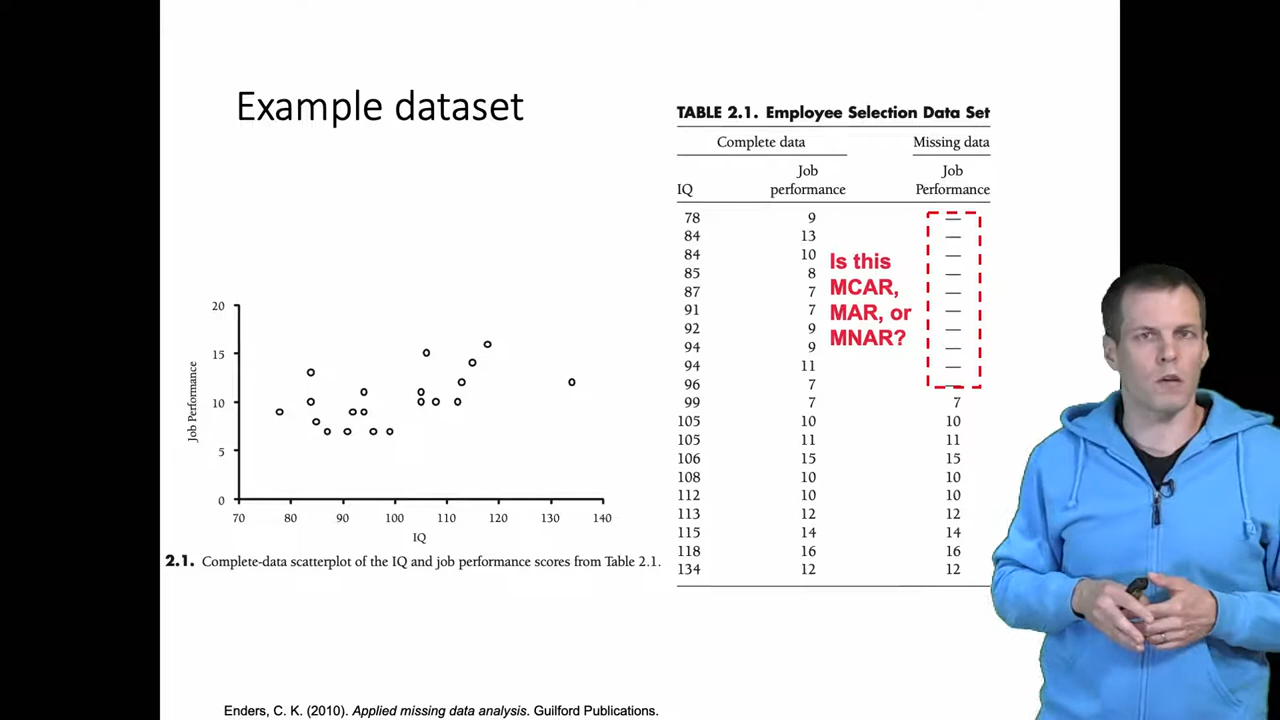 Example dataset
TABLE 2.1. Employee Selection Data Set
Complete data Missing data
Job Job
IQ performance Performance
78 9 —
84 13 —
84 10 —
85 8 —
87 7 —
91 7 —
92 9 —
94 9 —
94 11 —
96 7 —
99 7 7
105 10 10
105 11 11
106 15 15
108 10 10
112 10 10
113 12 12
115 14 14
118 16 16
134 12 12
Is this
MCAR,
MAR, or
MNAR?
20
15
10
5
0
Job Performance
70 80 90 100 110 120 130 140
IQ
2.1. Complete-data scatterplot of the IQ and job performance scores from Table 2.1.
Enders, C. K. (2010). Applied missing data analysis. Guilford Publications.